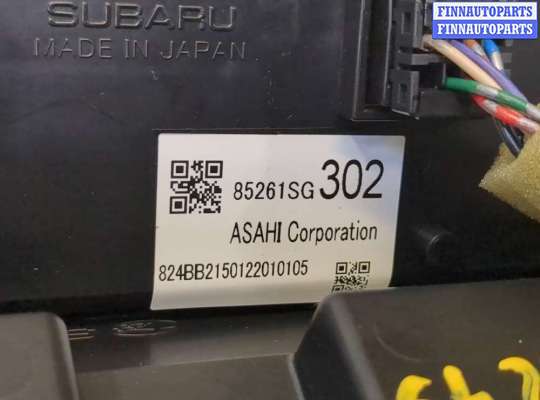 SUBARU
MADE IN JAPAN
FINNAUTOPARTS
FINNAUTOPARTS
85261SG 302
ASAHI Corporation
824BB2150122010105